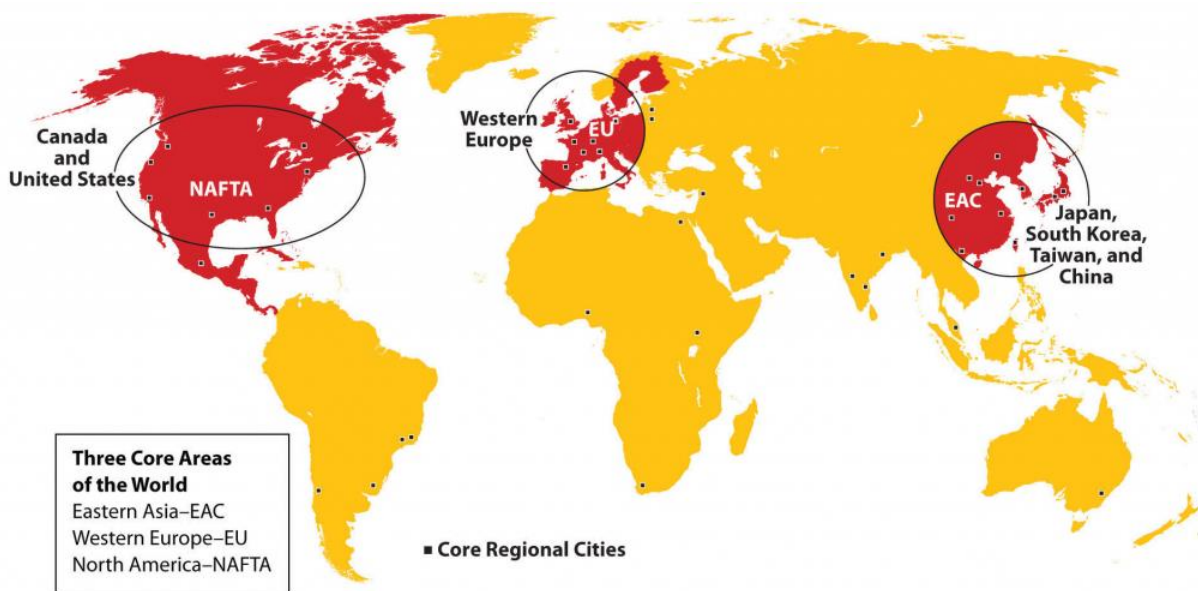 Canada
and
United States
NAFTA
Western
Europe
EU
EAC
Japan,
South Korea,
Taiwan, and
China
Three Core Areas
of the World
Eastern Asia–EAC
Western Europe–EU
North America–NAFTA
Core Regional Cities